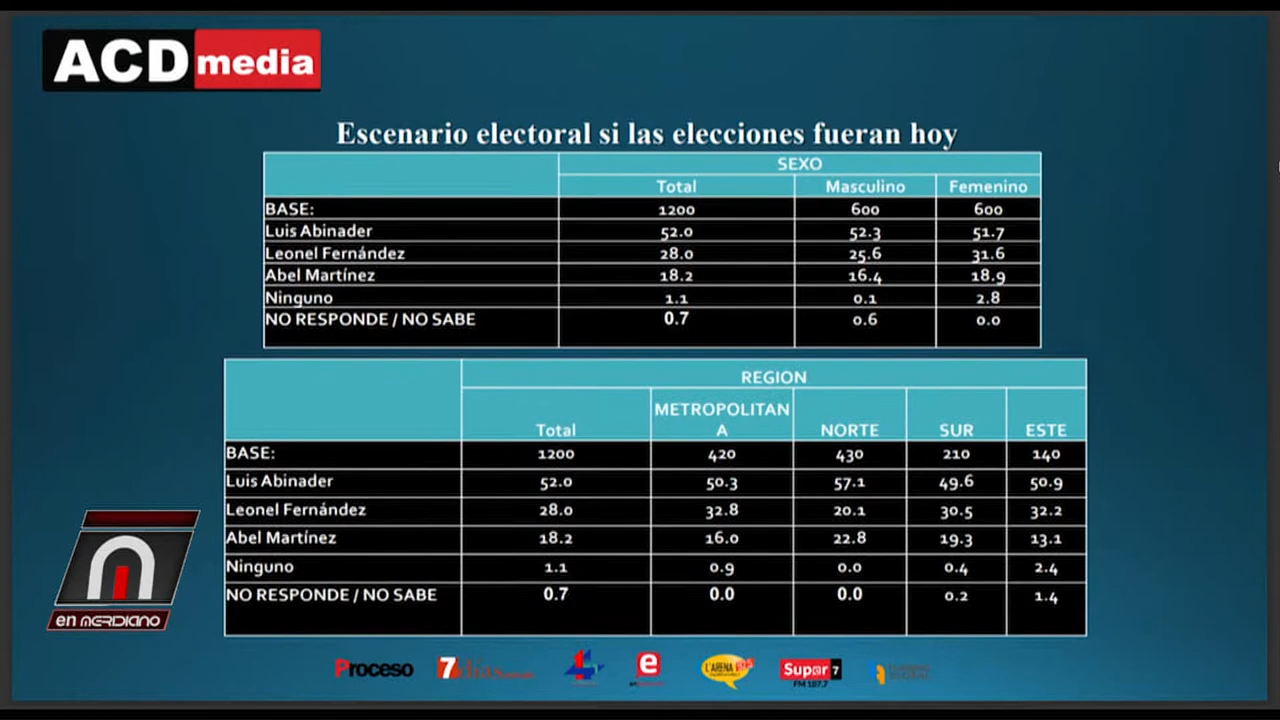 ACD media
Escenario electoral si las elecciones fueran hoy
SEXO
Total Masculino Femenino
BASE: 1200 600 600
Luis Abinader 52.0 52.3 51.7
Leonel Fernández 28.0 25.6 31.6
Abel Martínez 18.2 16.4 18.9
Ninguno 1.1 0.1 2.8
NO RESPONDE / NO SABE 0.7 0.6 0.0
REGION
METROPOLITAN
Total A NORTE SUR ESTE
BASE: 1200 420 430 210 140
Luis Abinader 52.0 50.3 57.1 49.6 50.9
Leonel Fernández 28.0 32.8 20.1 30.5 32.2
Abel Martínez 18.2 16.0 22.8 19.3 13.1
Ninguno 1.1 0.9 0.0 0.4 2.4
NO RESPONDE / NO SABE 0.7 0.0 0.0 0.2 1.4
en MERDIANO
Proceso 7días e L'ARENA Super 7
FM 107.7